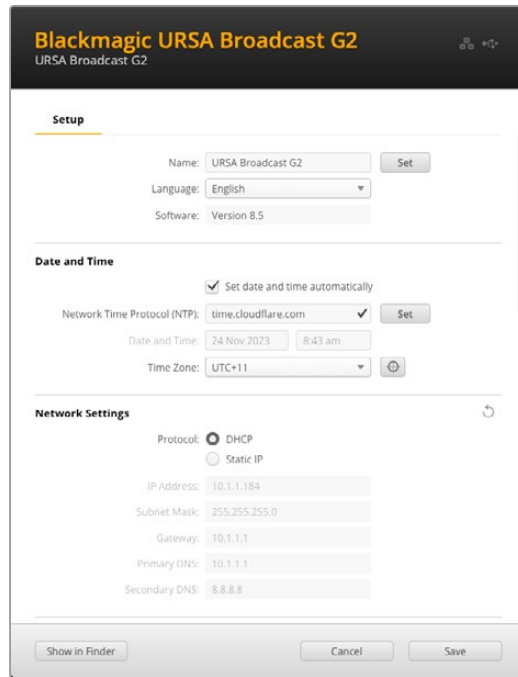 Blackmagic URSA Broadcast G2
URSA Broadcast G2
Setup
Name: URSA Broadcast G2 Set
Language: English
Software: Version 8.5
Date and Time
Set date and time automatically
Network Time Protocol (NTP): time.cloudflare.com Set
Date and Time: 24 Nov 2023 8:43 am
Time Zone: UTC+11
Network Settings
Protocol: DHCP
Static IP
IP Address: 10.1.1.184
Subnet Mask: 255.255.255.0
Gateway: 10.1.1.1
Primary DNS: 10.1.1.1
Secondary DNS: 8.8.8.8
Show in Finder Cancel Save